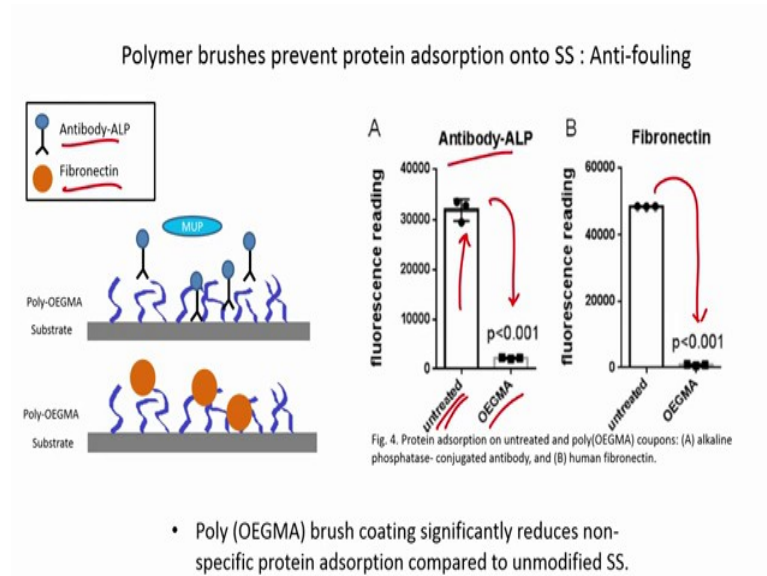 Polymer brushes prevent protein adsorption onto SS : Anti-fouling
Antibody-ALP
Fibronectin
MUP
Poly-OEGMA
Substrate
Poly-OEGMA
Substrate
A
Antibody-ALP
fluorescence reading
40000
30000
20000
10000
0
p<0.001
untreated
OEGMA
B
Fibronectin
fluorescence reading
60000
40000
20000
0
p<0.001
untreated
OEGMA
Fig. 4. Protein adsorption on untreated and poly(OEGMA) coupons: (A) alkaline
phosphatase- conjugated antibody, and (B) human fibronectin.
• Poly (OEGMA) brush coating significantly reduces non-
specific protein adsorption compared to unmodified SS.